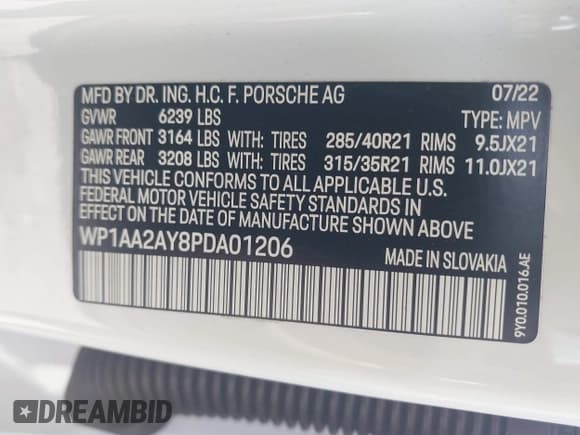 MFD BY DR. ING. H.C. F. PORSCHE AG 07/22
GVWR 6239 LBS TYPE: MPV
GAWR FRONT 3164 LBS WITH: TIRES 285/40R21 RIMS 9.5JX21
GAWR REAR 3208 LBS WITH: TIRES 315/35R21 RIMS 11.0JX21
THIS VEHICLE CONFORMS TO ALL APPLICABLE U.S.
FEDERAL MOTOR VEHICLE SAFETY STANDARDS IN
EFFECT ON THE DATE OF MANUFACTURE SHOWN ABOVE
WP1AA2AY8PDA01206
MADE IN SLOVAKIA
9Y0.010.016.AE
DREAMBID